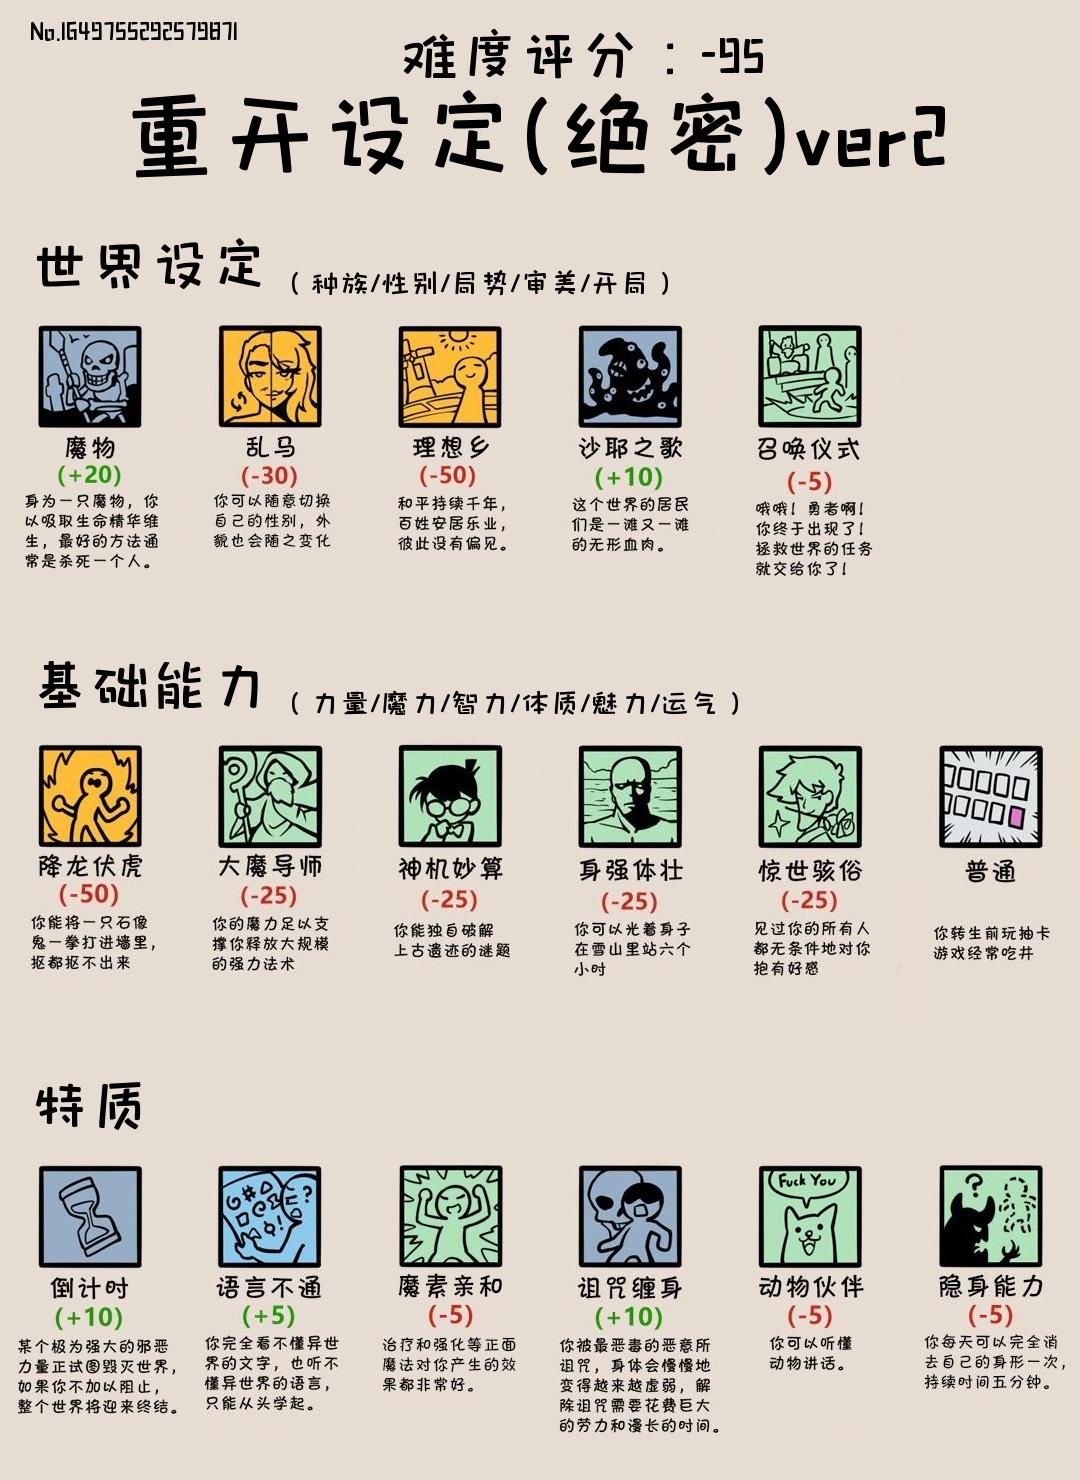 No.1649755292579871
难度评分：-95
重开设定(绝密)ver2
世界设定 （种族/性别/局势/审美/开局）
魔物
(+20)
身为一只魔物，你
以吸取生命精华维
生，最好的方法通
常是杀死一个人。
乱马
(-30)
你可以随意切换
自己的性别，外
貌也会随之变化
理想乡
(-50)
和平持续千年，
百姓安居乐业，
彼此没有偏见。
沙耶之歌
(+10)
这个世界的居民
们是一滩又一滩
的无形血肉。
召唤仪式
(-5)
哦哦！勇者啊！
你终于出现了！
拯救世界的任务
就交给你了！
基础能力 （力量/魔力/智力/体质/魅力/运气）
降龙伏虎
(-50)
你能将一只石像
鬼一拳打进墙里，
抠都抠不出来
大魔导师
(-25)
你的魔力足以支
撑你释放大规模
的强力法术
神机妙算
(-25)
你能独自破解
上古遗迹的谜题
身强体壮
(-25)
你可以光着身子
在雪山里站六个
小时
惊世骇俗
(-25)
见过你的所有人
都无条件地对你
抱有好感
普通
你转生前玩抽卡
游戏经常吃井
特质
倒计时
(+10)
某个极为强大的邪恶
力量正试图毁灭世界，
如果你不加以阻止，
整个世界将迎来终结。
@#?!
语言不通
(+5)
你完全看不懂异世
界的文字，也听不
懂异世界的语言，
只能从头学起。
魔素亲和
(-5)
治疗和强化等正面
魔法对你产生的效
果都非常好。
诅咒缠身
(+10)
你被最恶毒的恶意所
诅咒，身体会慢慢地
变得越来越虚弱，解
除诅咒需要花费巨大
的劳力和漫长的时间。
Fuck You
动物伙伴
(-5)
你可以听懂
动物讲话。
?
隐身能力
(-5)
你每天可以完全消
去自己的身形一次，
持续时间五分钟。